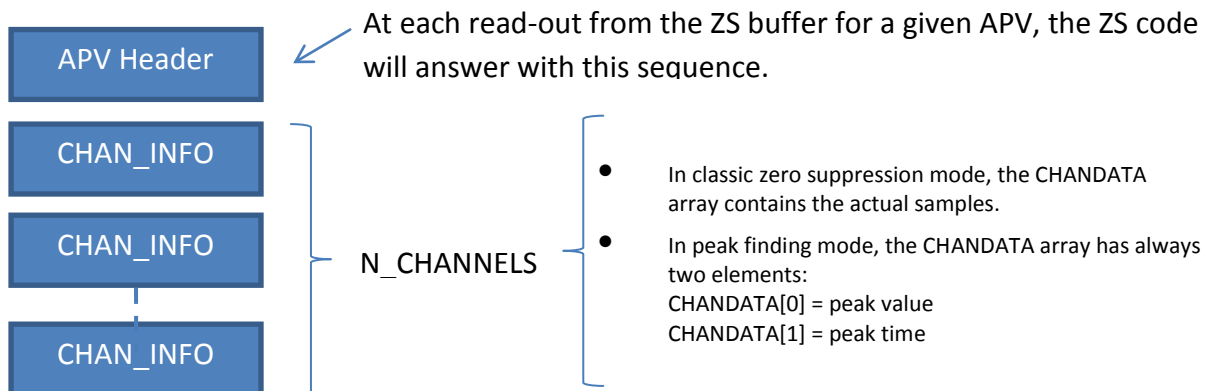 APV Header
At each read-out from the ZS buffer for a given APV, the ZS code
will answer with this sequence.
CHAN_INFO
CHAN_INFO
CHAN_INFO
N_CHANNELS
• In classic zero suppression mode, the CHANDATA
array contains the actual samples.
• In peak finding mode, the CHANDATA array has always
two elements:
CHANDATA[0] = peak value
CHANDATA[1] = peak time